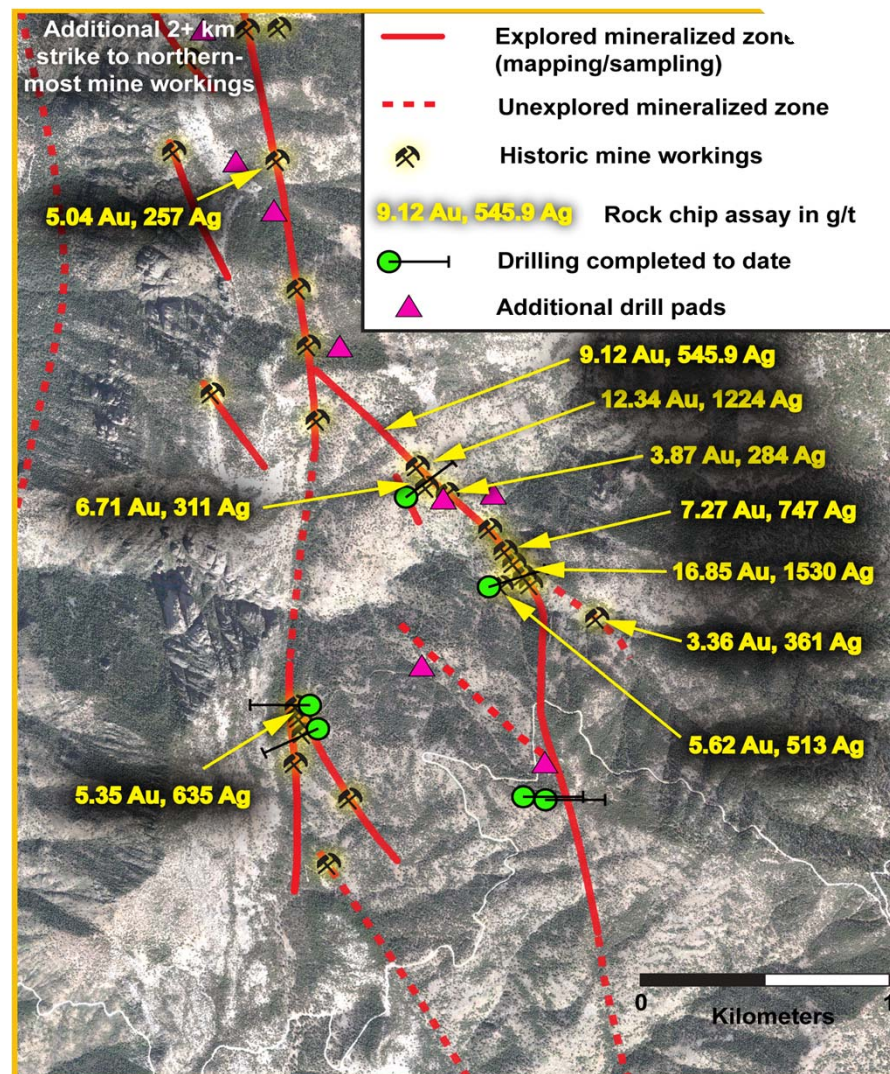 Additional 2+ km
strike to northern-
most mine workings
Explored mineralized zone
(mapping/sampling)
Unexplored mineralized zone
Historic mine workings
9.12 Au, 545.9 Ag Rock chip assay in g/t
Drilling completed to date
Additional drill pads
5.04 Au, 257 Ag
9.12 Au, 545.9 Ag
12.34 Au, 1224 Ag
3.87 Au, 284 Ag
6.71 Au, 311 Ag
7.27 Au, 747 Ag
16.85 Au, 1530 Ag
3.36 Au, 361 Ag
5.62 Au, 513 Ag
5.35 Au, 635 Ag
0 1
Kilometers